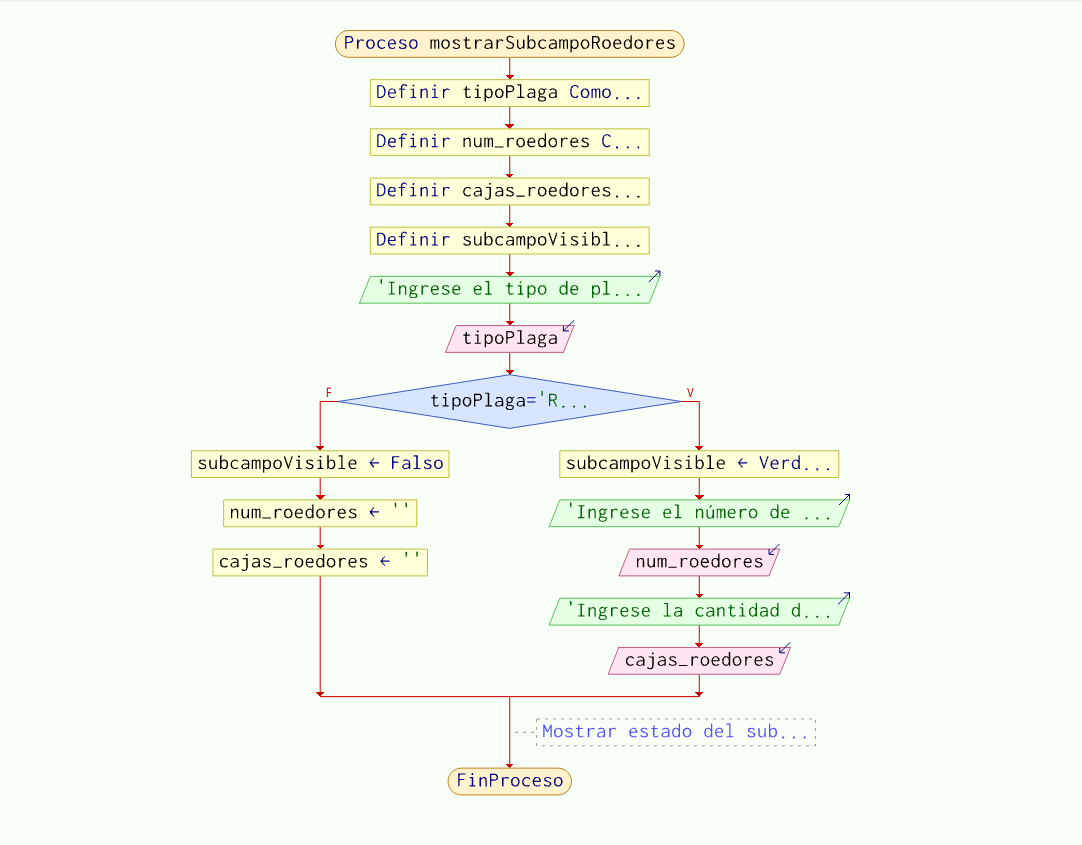 Proceso mostrarSubcampoRoedores
Definir tipoPlaga Como...
Definir num_roedores C...
Definir cajas_roedores...
Definir subcampoVisibl...
'Ingrese el tipo de pl...
tipoPlaga
F
tipoPlaga='R...
V
subcampoVisible ← Falso
num_roedores ← ''
cajas_roedores ← ''
subcampoVisible ← Verd...
'Ingrese el número de ...
num_roedores
'Ingrese la cantidad d...
cajas_roedores
Mostrar estado del sub...
FinProceso